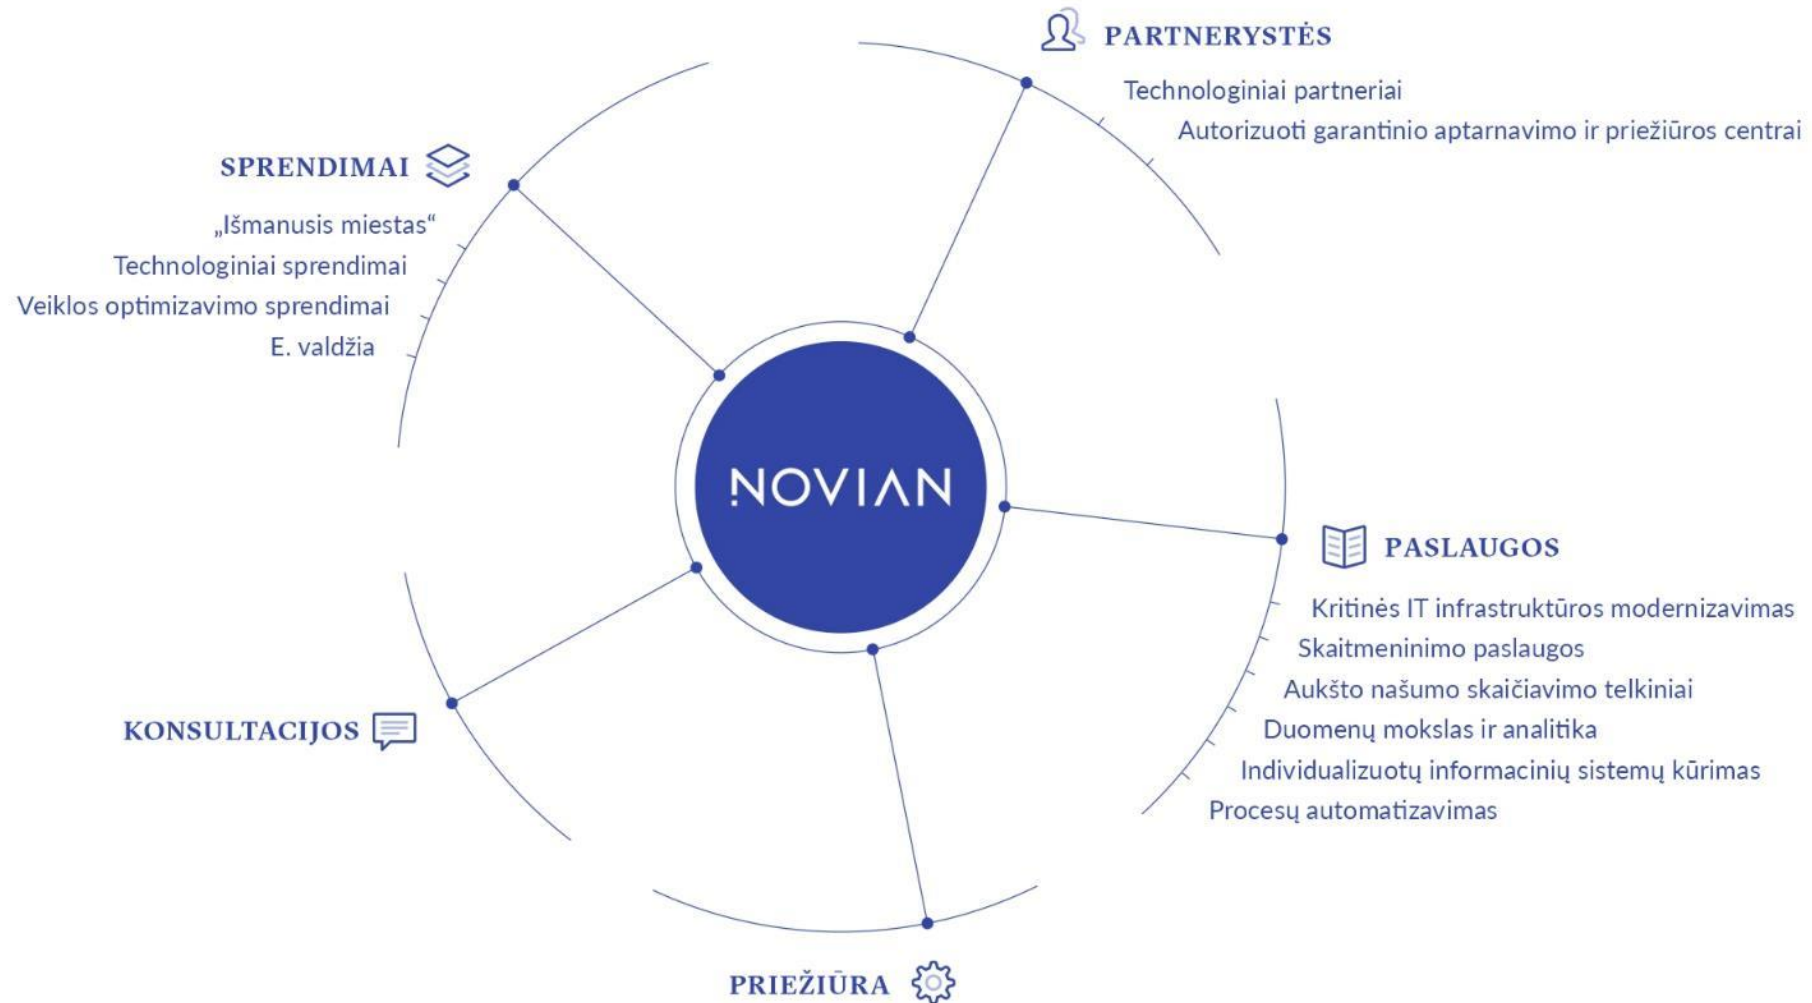 PARTNERYSTĖS
Technologiniai partneriai
Autorizuoti garantinio aptarnavimo ir priežiūros centrai
SPRENDIMAI
„Išmanusis miestas“
Technologiniai sprendimai
Veiklos optimizavimo sprendimai
E. valdžia
NOVIAN
PASLAUGOS
Kritinės IT infrastruktūros modernizavimas
Skaitmeninimo paslaugos
Aukšto našumo skaičiavimo telkiniai
Duomenų mokslas ir analitika
Individualizuotų informacinių sistemų kūrimas
Procesų automatizavimas
KONSULTACIJOS
PRIEŽIŪRA